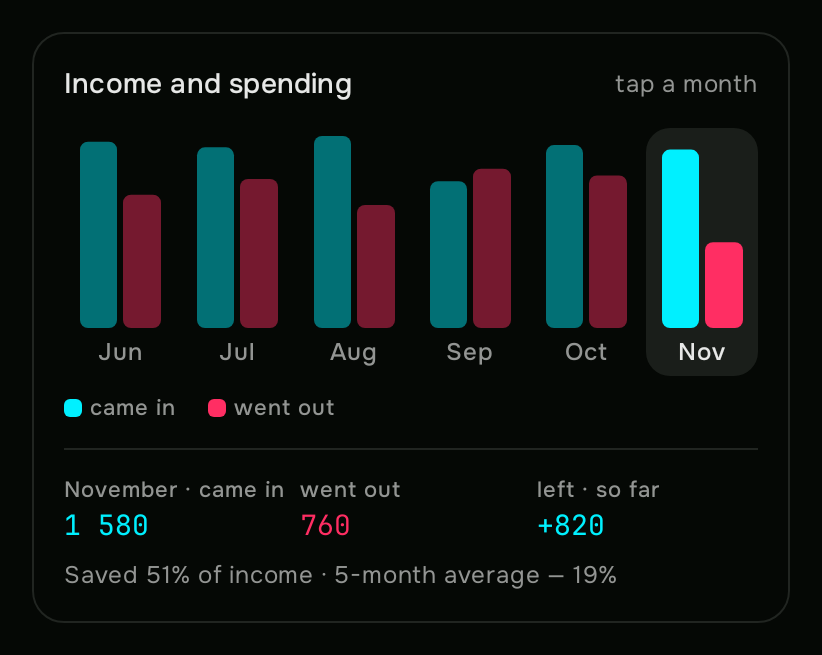 Income and spending
tap a month
Jun Jul Aug Sep Oct Nov
came in went out
November · came in went out left · so far
1 580 760 +820
Saved 51% of income · 5-month average — 19%